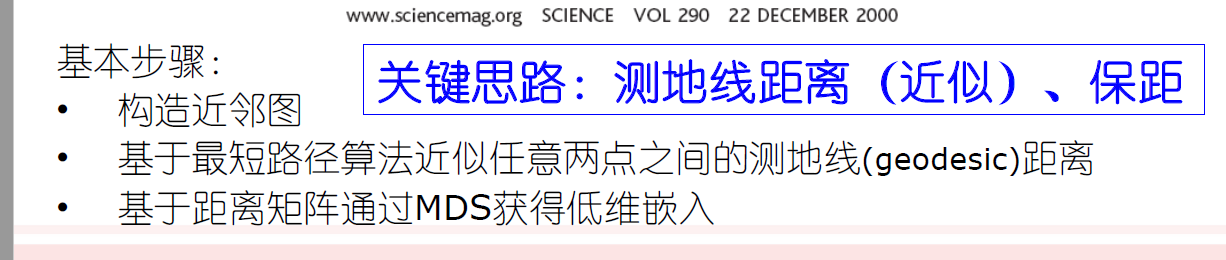 www.sciencemag.org SCIENCE VOL 290 22 DECEMBER 2000
基本步骤：
关键思路：测地线距离（近似）、保距
• 构造近邻图
• 基于最短路径算法近似任意两点之间的测地线(geodesic)距离
• 基于距离矩阵通过MDS获得低维嵌入